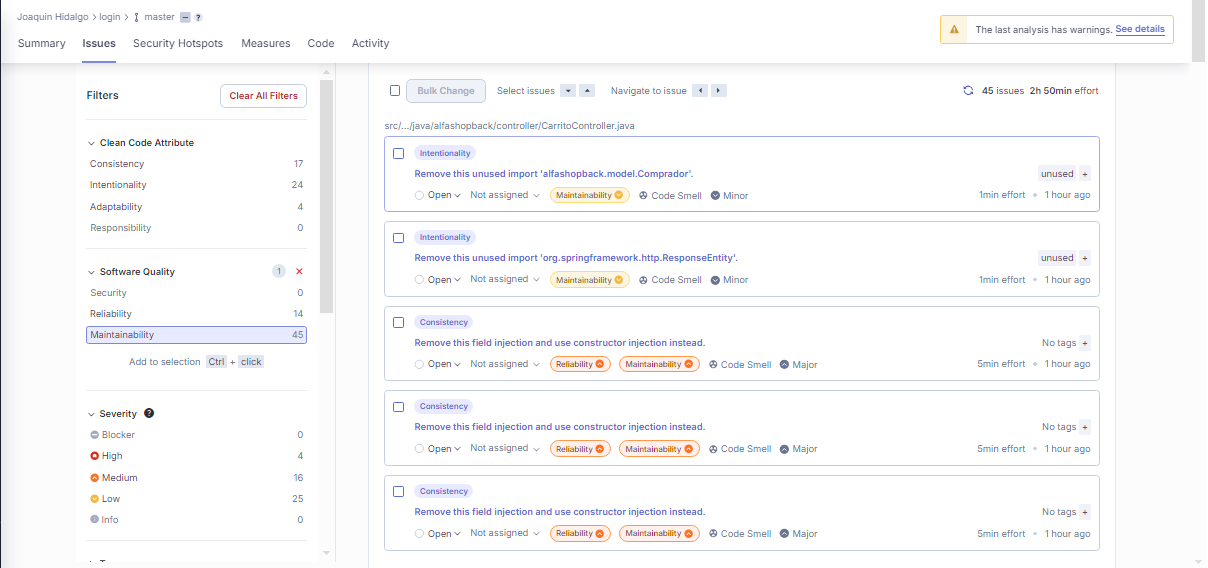 Joaquin Hidalgo > login > master ?
Summary Issues Security Hotspots Measures Code Activity
The last analysis has warnings. See details
Filters
Clear All Filters
Clean Code Attribute
Consistency 17
Intentionality 24
Adaptability 4
Responsibility 0
Software Quality 1
Security 0
Reliability 14
Maintainability 45
Add to selection Ctrl + click
Severity ?
Blocker 0
High 4
Medium 16
Low 25
Info 0
Bulk Change Select issues Navigate to issue 45 issues 2h 50min effort
src/.../java/alfashopback/controller/CarritoController.java
Intentionality
Remove this unused import 'alfashopback.model.Comprador'. unused +
Open Not assigned Maintainability Code Smell Minor 1min effort • 1 hour ago
Intentionality
Remove this unused import 'org.springframework.http.ResponseEntity'. unused +
Open Not assigned Maintainability Code Smell Minor 1min effort • 1 hour ago
Consistency
Remove this field injection and use constructor injection instead. No tags +
Open Not assigned Reliability Maintainability Code Smell Major 5min effort • 1 hour ago
Consistency
Remove this field injection and use constructor injection instead. No tags +
Open Not assigned Reliability Maintainability Code Smell Major 5min effort • 1 hour ago
Consistency
Remove this field injection and use constructor injection instead. No tags +
Open Not assigned Reliability Maintainability Code Smell Major 5min effort • 1 hour ago